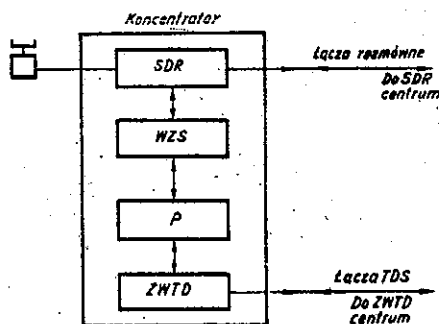 Koncentrator
SDR
Łącza rozmówne
Do SDR
centrum
WZS
P
ZWTD
Łącza TDS
Do ZWTD
centrum